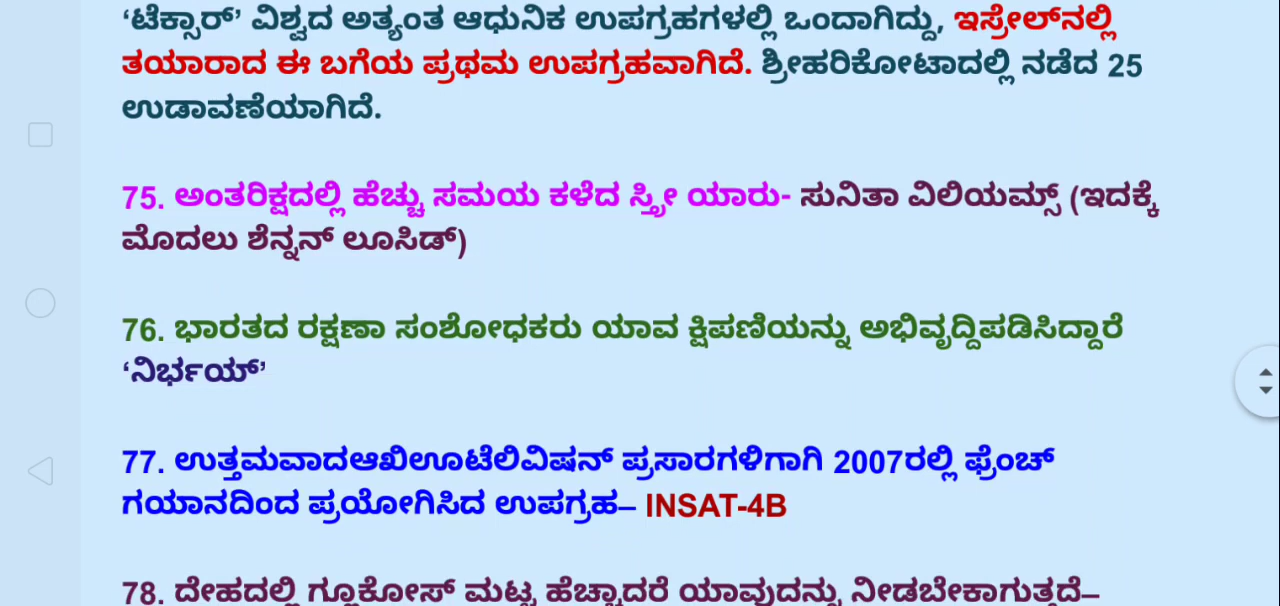 ‘ಟೆಕ್ಸಾರ್’ ವಿಶ್ವದ ಅತ್ಯಂತ ಆಧುನಿಕ ಉಪಗ್ರಹಗಳಲ್ಲಿ ಒಂದಾಗಿದ್ದು, ಇಸ್ರೇಲ್‌ನಲ್ಲಿ
ತಯಾರಾದ ಈ ಬಗೆಯ ಪ್ರಥಮ ಉಪಗ್ರಹವಾಗಿದೆ. ಶ್ರೀಹರಿಕೋಟಾದಲ್ಲಿ ನಡೆದ 25
ಉಡಾವಣೆಯಾಗಿದೆ.
75. ಅಂತರಿಕ್ಷದಲ್ಲಿ ಹೆಚ್ಚು ಸಮಯ ಕಳೆದ ಸ್ತ್ರೀ ಯಾರು- ಸುನಿತಾ ವಿಲಿಯಮ್ಸ್ (ಇದಕ್ಕೆ
ಮೊದಲು ಶೆನ್ನನ್ ಲೂಸಿಡ್)
76. ಭಾರತದ ರಕ್ಷಣಾ ಸಂಶೋಧಕರು ಯಾವ ಕ್ಷಿಪಣಿಯನ್ನು ಅಭಿವೃದ್ದಿಪಡಿಸಿದ್ದಾರೆ
‘ನಿರ್ಭಯ್’
77. ಉತ್ತಮವಾದಆಖಿಊಟೆಲಿವಿಷನ್ ಪ್ರಸಾರಗಳಿಗಾಗಿ 2007ರಲ್ಲಿ ಫ್ರೆಂಚ್
ಗಯಾನದಿಂದ ಪ್ರಯೋಗಿಸಿದ ಉಪಗ್ರಹ– INSAT-4B
78. ದೇಹದಲ್ಲಿ ಗ್ಲೂಕೋಸ್ ಮಟ್ಟ ಹೆಚ್ಚಾದರೆ ಯಾವುದನ್ನು ನೀಡಬೇಕಾಗುತ್ತದೆ–